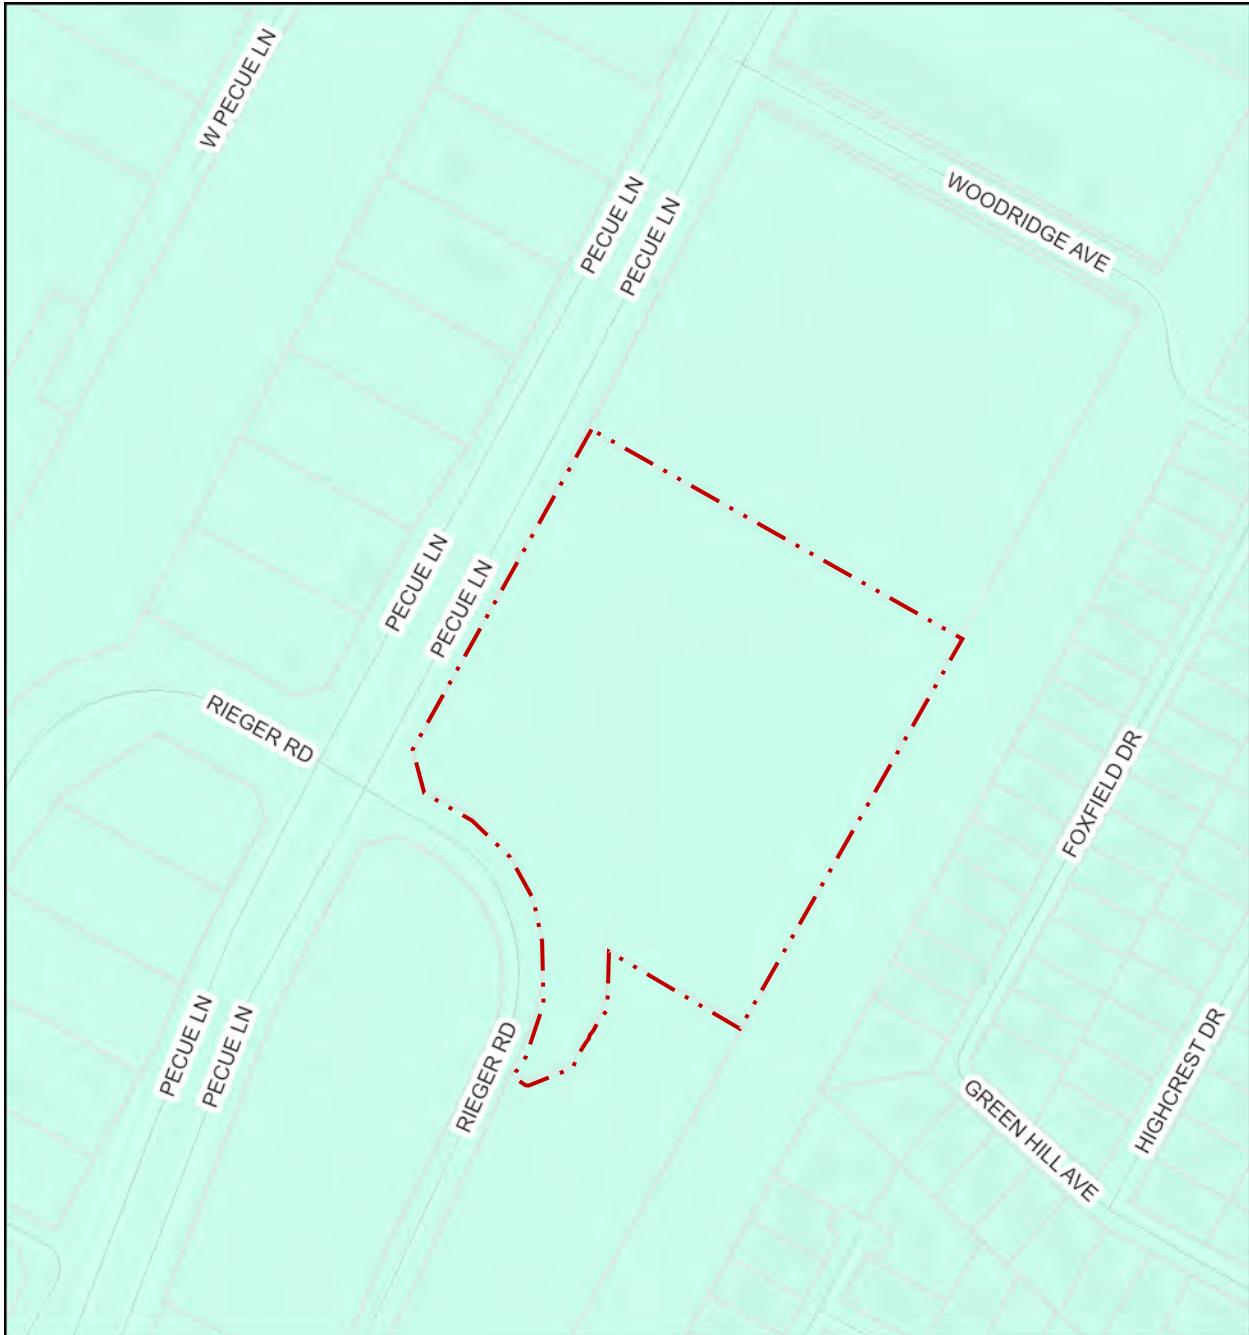 W PECUE LN
PECUE LN
PECUE LN
WOODRIDGE AVE
PECUE LN
PECUE LN
RIEGER RD
FOXFIELD DR
PECUE LN
PECUE LN
RIEGER RD
GREEN HILL AVE
HIGHCREST DR